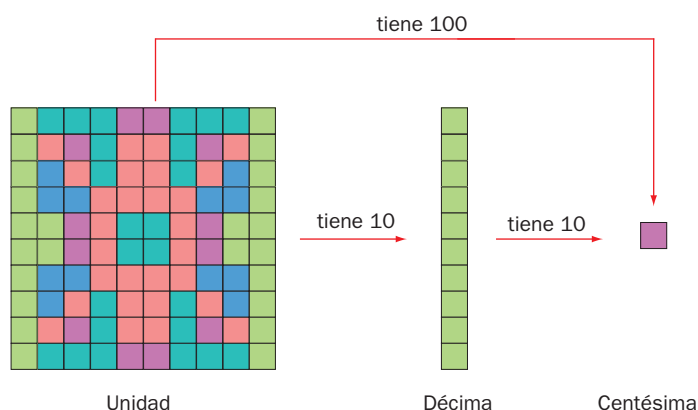 tiene 100
tiene 10
tiene 10
Unidad
Décima
Centésima